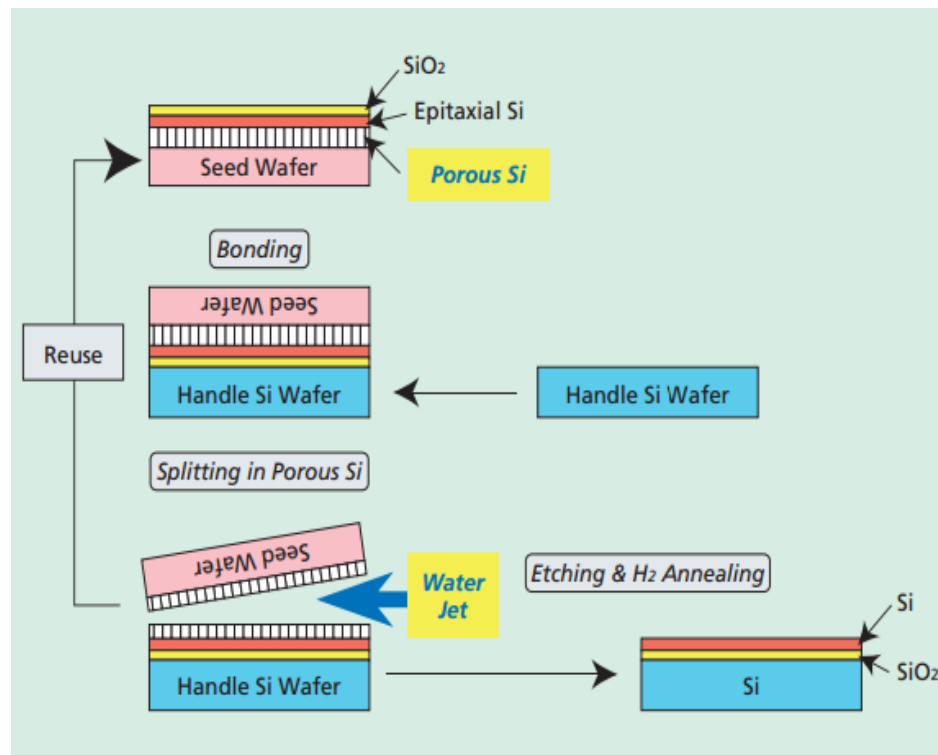 SiO₂
Epitaxial Si
Porous Si
Seed Wafer
Bonding
Seed Wafer
Reuse
Handle Si Wafer
Handle Si Wafer
Splitting in Porous Si
Seed Wafer
Water
Jet
Etching & H₂ Annealing
Si
SiO₂
Handle Si Wafer
Si